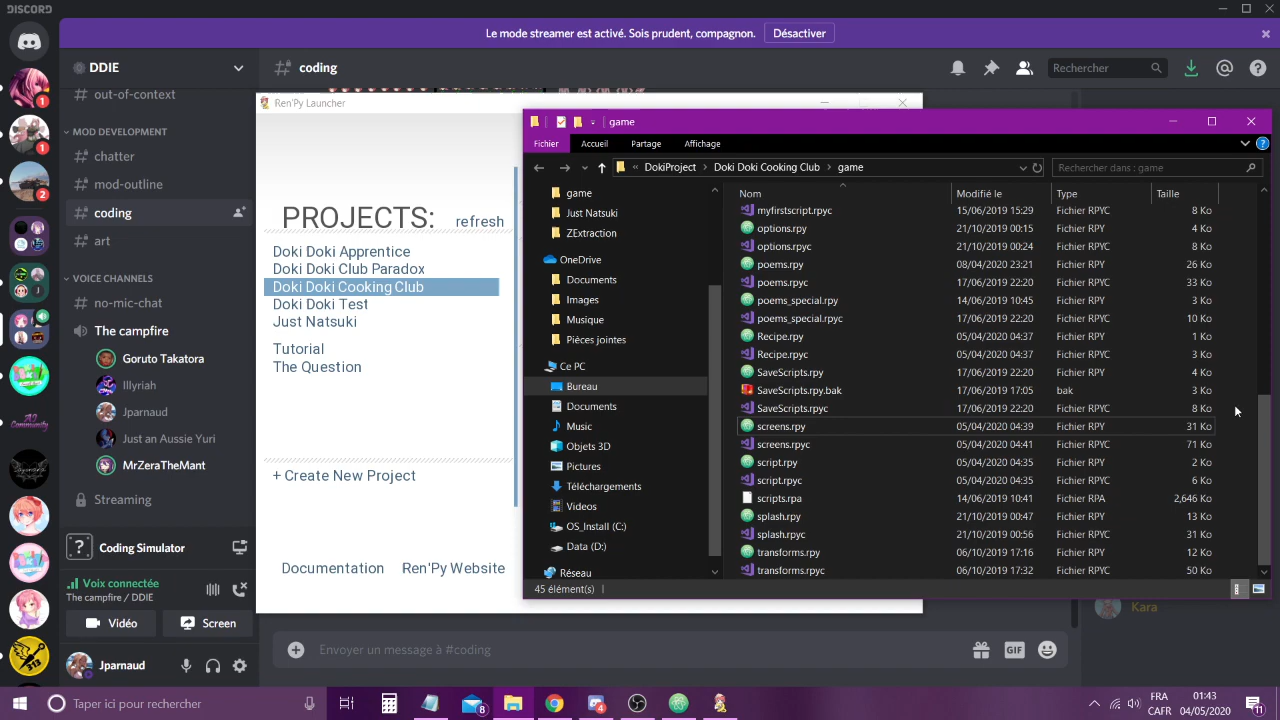 DISCORD
Le mode streamer est activé. Sois prudent, compagnon.
Désactiver
DDIE
coding
Rechercher
out-of-context
MOD DEVELOPMENT
chatter
mod-outline
coding
art
VOICE CHANNELS
no-mic-chat
The campfire
Goruto Takatora
Illyriah
Jparnaud
Just an Aussie Yuri
MrZeraTheMant
Streaming
Coding Simulator
Voix connectée
The campfire / DDIE
Vidéo
Screen
Jparnaud
1
1
2
Ren'Py Launcher
PROJECTS:
refresh
Doki Doki Apprentice
Doki Doki Club Paradox
Doki Doki Cooking Club
Doki Doki Test
Just Natsuki
Tutorial
The Question
+ Create New Project
Documentation
Ren'Py Website
game
Fichier
Accueil
Partage
Affichage
« DokiProject > Doki Doki Cooking Club > game
Rechercher dans : game
game
Just Natsuki
ZExtraction
OneDrive
Documents
Images
Musique
Pièces jointes
Ce PC
Bureau
Documents
Music
Objets 3D
Pictures
Téléchargements
Videos
OS_Install (C:)
Data (D:)
Réseau
Nom Modifié le Type Taille
myfirstscript.rpyc 15/06/2019 15:29 Fichier RPYC 8 Ko
options.rpy 21/10/2019 00:15 Fichier RPY 4 Ko
options.rpyc 21/10/2019 00:24 Fichier RPYC 8 Ko
poems.rpy 08/04/2020 23:21 Fichier RPY 26 Ko
poems.rpyc 17/06/2019 22:20 Fichier RPYC 33 Ko
poems_special.rpy 14/06/2019 10:45 Fichier RPY 3 Ko
poems_special.rpyc 17/06/2019 22:20 Fichier RPYC 10 Ko
Recipe.rpy 05/04/2020 04:37 Fichier RPY 1 Ko
Recipe.rpyc 05/04/2020 04:37 Fichier RPYC 3 Ko
SaveScripts.rpy 17/06/2019 22:20 Fichier RPY 4 Ko
SaveScripts.rpy.bak 17/06/2019 17:05 bak 3 Ko
SaveScripts.rpyc 17/06/2019 22:20 Fichier RPYC 8 Ko
screens.rpy 05/04/2020 04:39 Fichier RPY 31 Ko
screens.rpyc 05/04/2020 04:41 Fichier RPYC 71 Ko
script.rpy 05/04/2020 04:35 Fichier RPY 2 Ko
script.rpyc 05/04/2020 04:35 Fichier RPYC 6 Ko
scripts.rpa 14/06/2019 10:41 Fichier RPA 2,646 Ko
splash.rpy 21/10/2019 00:47 Fichier RPY 13 Ko
splash.rpyc 21/10/2019 00:56 Fichier RPYC 31 Ko
transforms.rpy 06/10/2019 17:16 Fichier RPY 12 Ko
transforms.rpyc 06/10/2019 17:32 Fichier RPYC 50 Ko
45 élément(s)
Kara
Envoyer un message à #coding
GIF
Taper ici pour rechercher
8
4
FRA
CAFR
01:43
04/05/2020
11